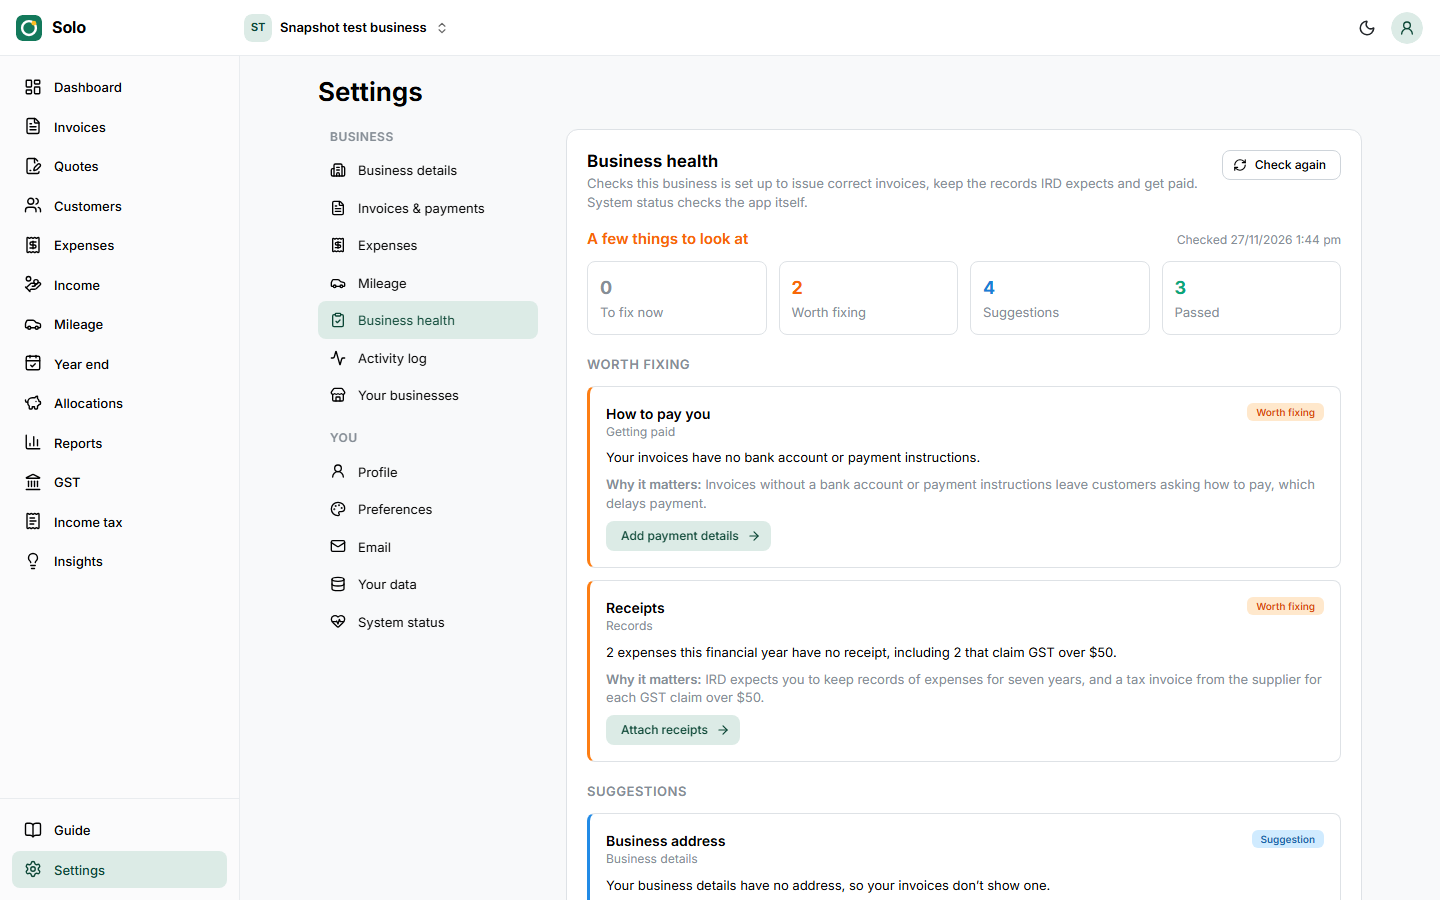 Solo
ST Snapshot test business
Dashboard
Invoices
Quotes
Customers
Expenses
Income
Mileage
Year end
Allocations
Reports
GST
Income tax
Insights
Guide
Settings
Settings
BUSINESS
Business details
Invoices & payments
Expenses
Mileage
Business health
Activity log
Your businesses
YOU
Profile
Preferences
Email
Your data
System status
Business health
Checks this business is set up to issue correct invoices, keep the records IRD expects and get paid.
System status checks the app itself.
Check again
A few things to look at
Checked 27/11/2026 1:44 pm
0
To fix now
2
Worth fixing
4
Suggestions
3
Passed
WORTH FIXING
How to pay you
Worth fixing
Getting paid
Your invoices have no bank account or payment instructions.
Why it matters: Invoices without a bank account or payment instructions leave customers asking how to pay, which
delays payment.
Add payment details
Receipts
Worth fixing
Records
2 expenses this financial year have no receipt, including 2 that claim GST over $50.
Why it matters: IRD expects you to keep records of expenses for seven years, and a tax invoice from the supplier for
each GST claim over $50.
Attach receipts
SUGGESTIONS
Business address
Suggestion
Business details
Your business details have no address, so your invoices don’t show one.